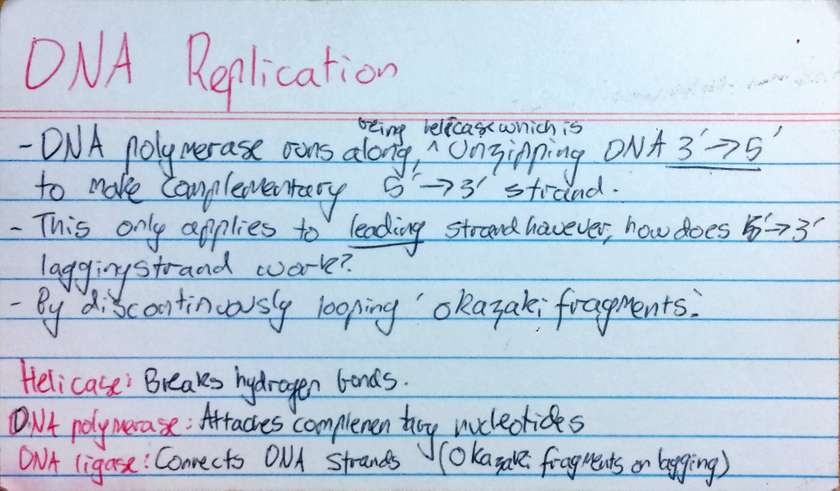 DNA Replication
being helicase which is
- DNA polymerase runs along, ^ unzipping DNA 3' → 5'
to make complementary 5' → 3' strand.
- This only applies to leading strand however, how does 5' → 3'
lagging strand work?
- By discontinuously looping 'okazaki fragments.'
Helicase: Breaks hydrogen bonds.
DNA polymerase: Attaches complementary nucleotides
DNA ligase: Connects DNA strands (Okazaki fragments on lagging)